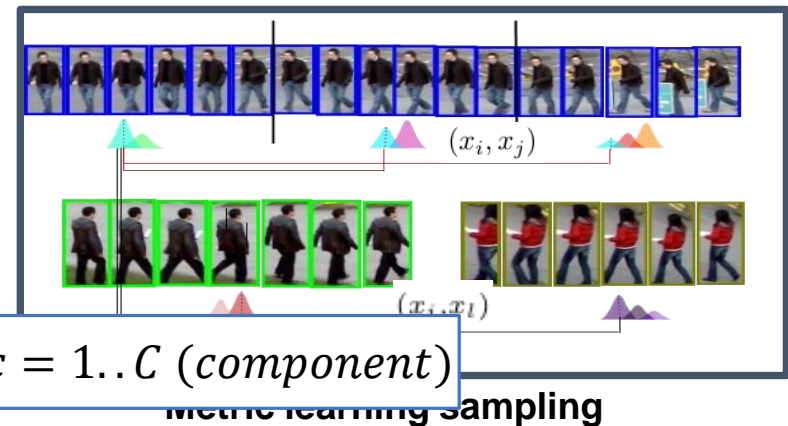 (x_i, x_j)
(x_i, x_l)
c = 1..C (component)
Metric learning sampling